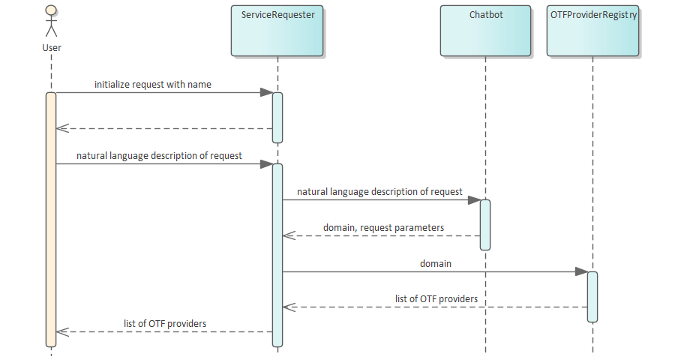 ServiceRequester
Chatbot
OTFProviderRegistry
User
initialize request with name
natural language description of request
natural language description of request
domain, request parameters
domain
list of OTF providers
list of OTF providers